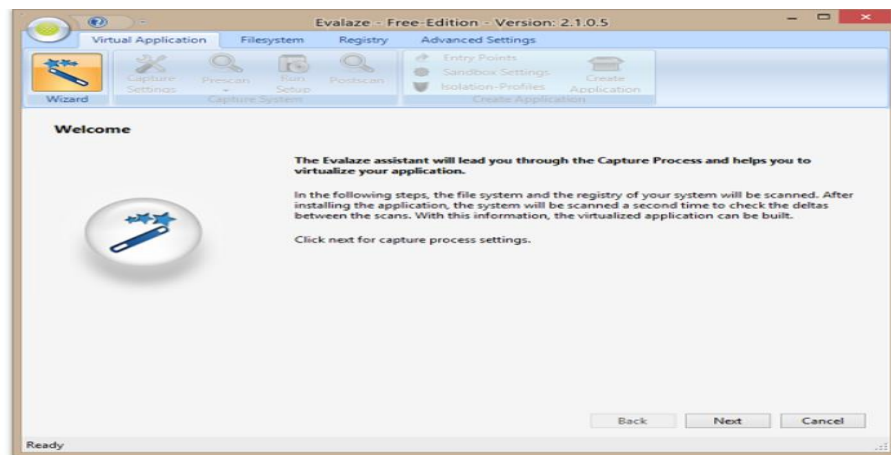 Evalaze - Free-Edition - Version: 2.1.0.5
Virtual Application Filesystem Registry Advanced Settings
Wizard
Capture Settings
Prescan
Run Setup
Postscan
Capture System
Entry Points
Sandbox Settings
Isolation-Profiles
Create Application
Create Application
Welcome
The Evalaze assistant will lead you through the Capture Process and helps you to
virtualize your application.
In the following steps, the file system and the registry of your system will be scanned. After
installing the application, the system will be scanned a second time to check the deltas
between the scans. With this information, the virtualized application can be built.
Click next for capture process settings.
Back Next Cancel
Ready